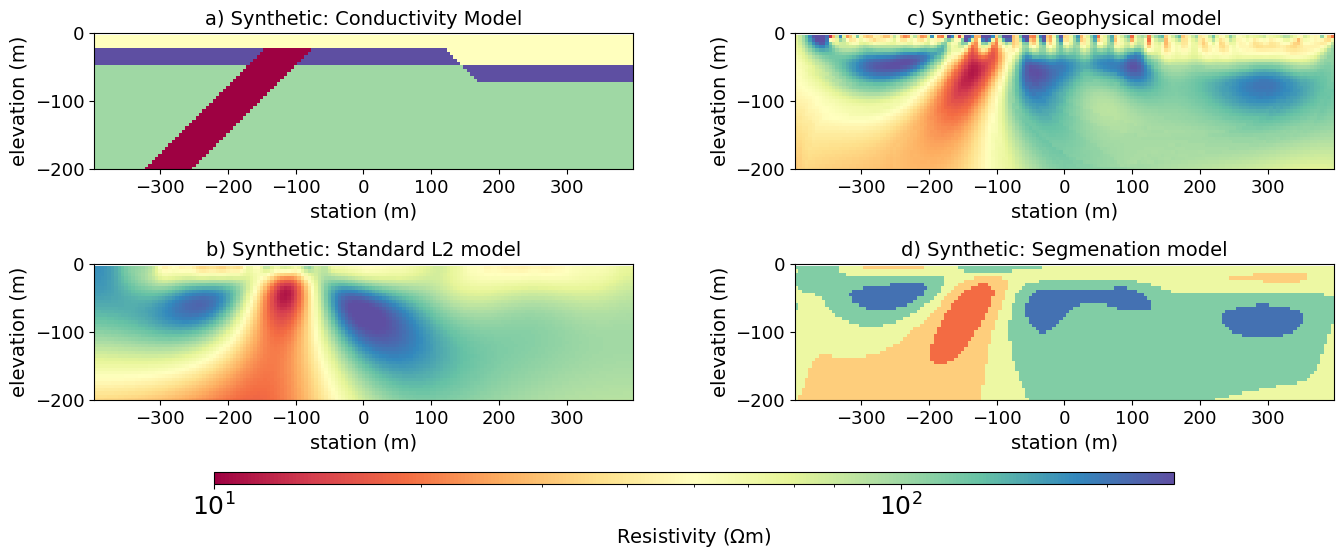 a) Synthetic: Conductivity Model
0
−100
−200
elevation (m)
−300 −200 −100 0 100 200 300
station (m)
c) Synthetic: Geophysical model
0
−100
−200
elevation (m)
−300 −200 −100 0 100 200 300
station (m)
b) Synthetic: Standard L2 model
0
−100
−200
elevation (m)
−300 −200 −100 0 100 200 300
station (m)
d) Synthetic: Segmenation model
0
−100
−200
elevation (m)
−300 −200 −100 0 100 200 300
station (m)
10¹ 10²
Resistivity (Ωm)